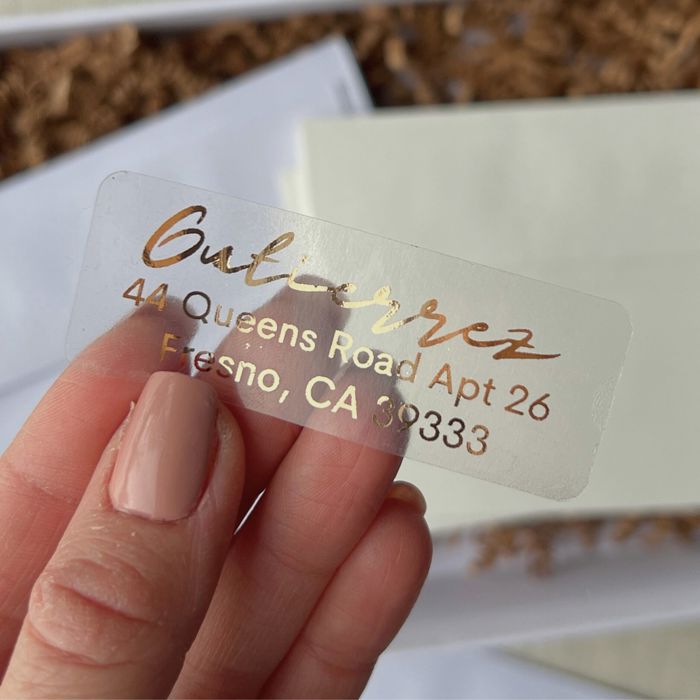 Gutierrez
44 Queens Road Apt 26
Fresno, CA 39333